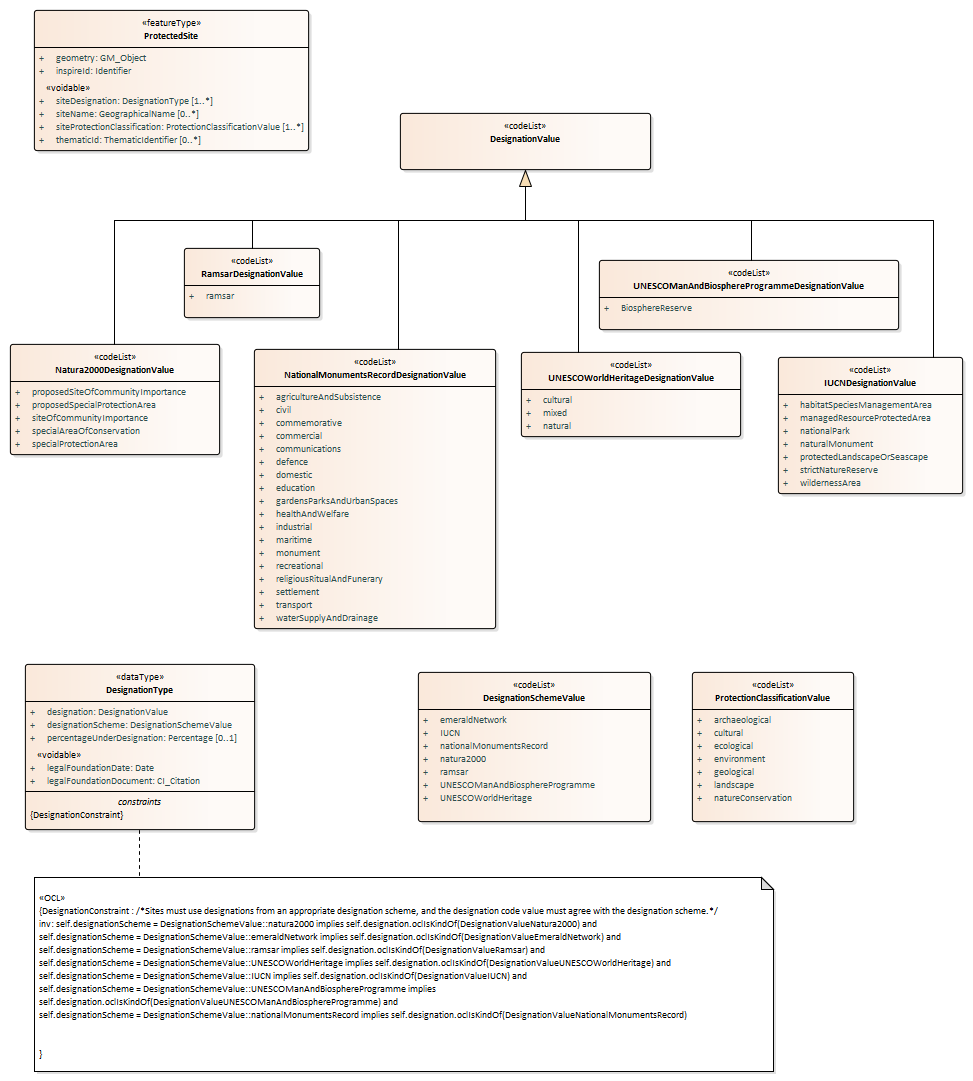 «featureType»
ProtectedSite
+ geometry: GM_Object
+ inspireId: Identifier
«voidable»
+ siteDesignation: DesignationType [1..*]
+ siteName: GeographicalName [0..*]
+ siteProtectionClassification: ProtectionClassificationValue [1..*]
+ thematicId: ThematicIdentifier [0..*]
«codeList»
DesignationValue
«codeList»
RamsarDesignationValue
+ ramsar
«codeList»
UNESCOManAndBiosphereProgrammeDesignationValue
+ BiosphereReserve
«codeList»
Natura2000DesignationValue
+ proposedSiteOfCommunityImportance
+ proposedSpecialProtectionArea
+ siteOfCommunityImportance
+ specialAreaOfConservation
+ specialProtectionArea
«codeList»
NationalMonumentsRecordDesignationValue
+ agricultureAndSubsistence
+ civil
+ commemorative
+ commercial
+ communications
+ defence
+ domestic
+ education
+ gardensParksAndUrbanSpaces
+ healthAndWelfare
+ industrial
+ maritime
+ monument
+ recreational
+ religiousRitualAndFunerary
+ settlement
+ transport
+ waterSupplyAndDrainage
«codeList»
UNESCOWorldHeritageDesignationValue
+ cultural
+ mixed
+ natural
«codeList»
IUCNDesignationValue
+ habitatSpeciesManagementArea
+ managedResourceProtectedArea
+ nationalPark
+ naturalMonument
+ protectedLandscapeOrSeascape
+ strictNatureReserve
+ wildernessArea
«dataType»
DesignationType
+ designation: DesignationValue
+ designationScheme: DesignationSchemeValue
+ percentageUnderDesignation: Percentage [0..1]
«voidable»
+ legalFoundationDate: Date
+ legalFoundationDocument: CI_Citation
constraints
{DesignationConstraint}
«codeList»
DesignationSchemeValue
+ emeraldNetwork
+ IUCN
+ nationalMonumentsRecord
+ natura2000
+ ramsar
+ UNESCOManAndBiosphereProgramme
+ UNESCOWorldHeritage
«codeList»
ProtectionClassificationValue
+ archaeological
+ cultural
+ ecological
+ environment
+ geological
+ landscape
+ natureConservation
«OCL»
{DesignationConstraint : /*Sites must use designations from an appropriate designation scheme, and the designation code value must agree with the designation scheme.*/
inv: self.designationScheme = DesignationSchemeValue::natura2000 implies self.designation.oclIsKindOf(DesignationValueNatura2000) and
self.designationScheme = DesignationSchemeValue::emeraldNetwork implies self.designation.oclIsKindOf(DesignationValueEmeraldNetwork) and
self.designationScheme = DesignationSchemeValue::ramsar implies self.designation.oclIsKindOf(DesignationValueRamsar) and
self.designationScheme = DesignationSchemeValue::UNESCOWorldHeritage implies self.designation.oclIsKindOf(DesignationValueUNESCOWorldHeritage) and
self.designationScheme = DesignationSchemeValue::IUCN implies self.designation.oclIsKindOf(DesignationValueIUCN) and
self.designationScheme = DesignationSchemeValue::UNESCOManAndBiosphereProgramme implies
self.designation.oclIsKindOf(DesignationValueUNESCOManAndBiosphereProgramme) and
self.designationScheme = DesignationSchemeValue::nationalMonumentsRecord implies self.designation.oclIsKindOf(DesignationValueNationalMonumentsRecord)
}